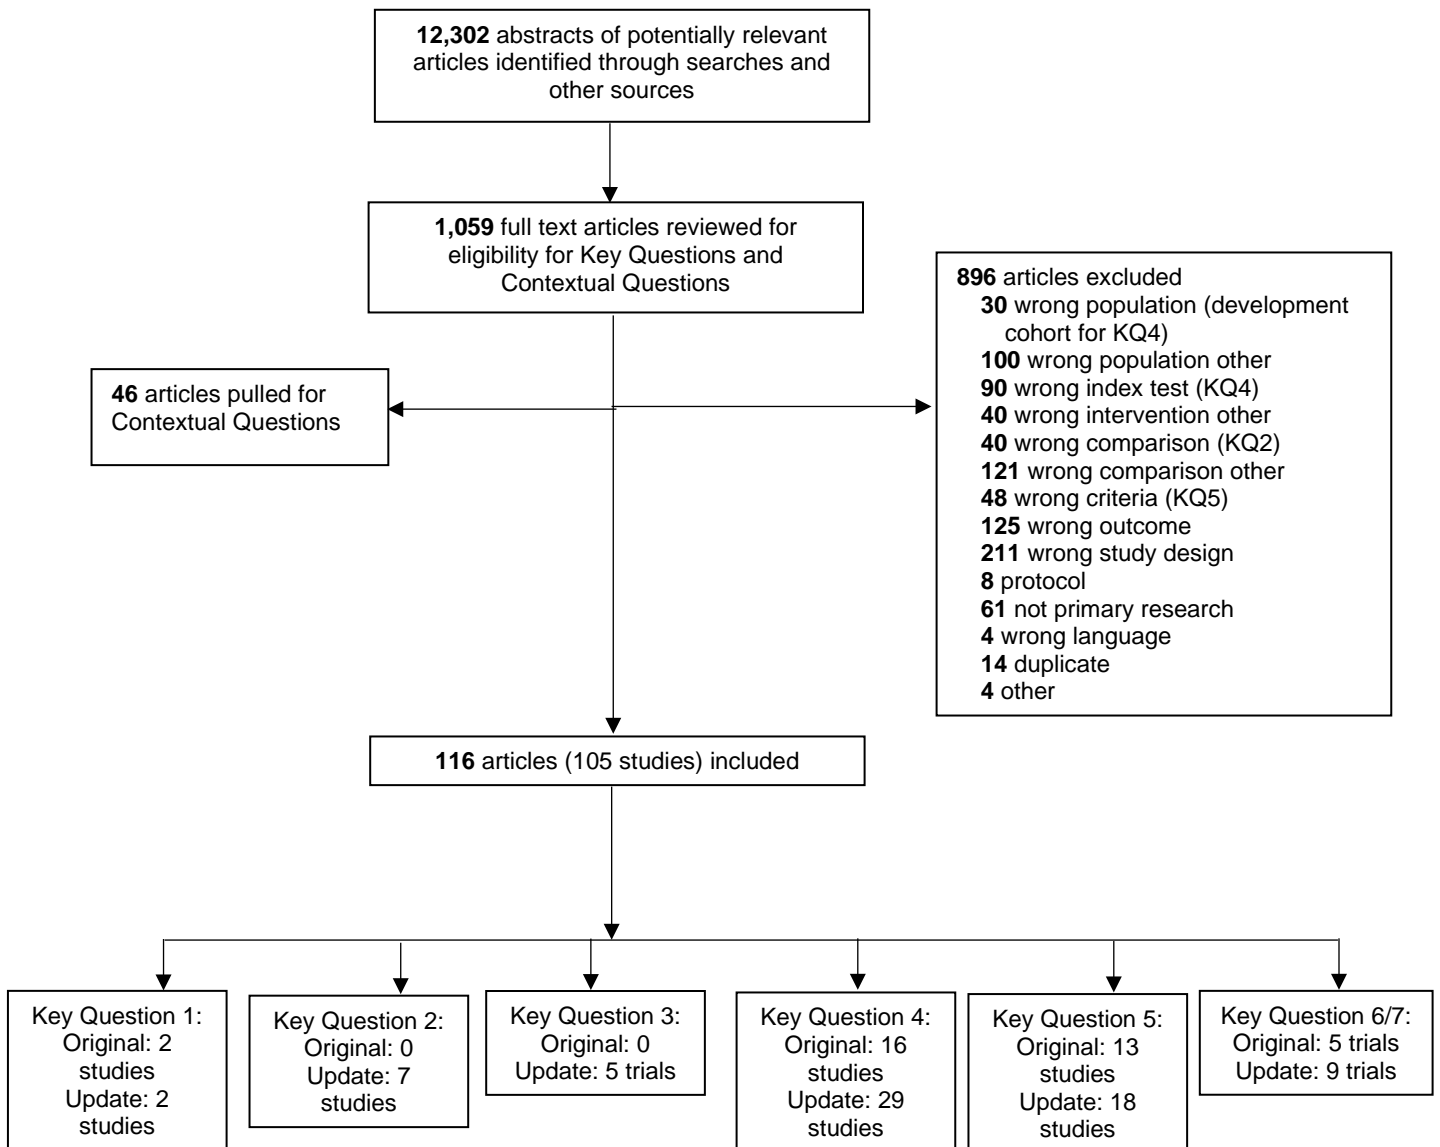 12,302 abstracts of potentially relevant
articles identified through searches and
other sources
1,059 full text articles reviewed for
eligibility for Key Questions and
Contextual Questions
46 articles pulled for
Contextual Questions
896 articles excluded
30 wrong population (development
cohort for KQ4)
100 wrong population other
90 wrong index test (KQ4)
40 wrong intervention other
40 wrong comparison (KQ2)
121 wrong comparison other
48 wrong criteria (KQ5)
125 wrong outcome
211 wrong study design
8 protocol
61 not primary research
4 wrong language
14 duplicate
4 other
116 articles (105 studies) included
Key Question 1:
Original: 2
studies
Update: 2
studies
Key Question 2:
Original: 0
Update: 7
studies
Key Question 3:
Original: 0
Update: 5 trials
Key Question 4:
Original: 16
studies
Update: 29
studies
Key Question 5:
Original: 13
studies
Update: 18
studies
Key Question 6/7:
Original: 5 trials
Update: 9 trials